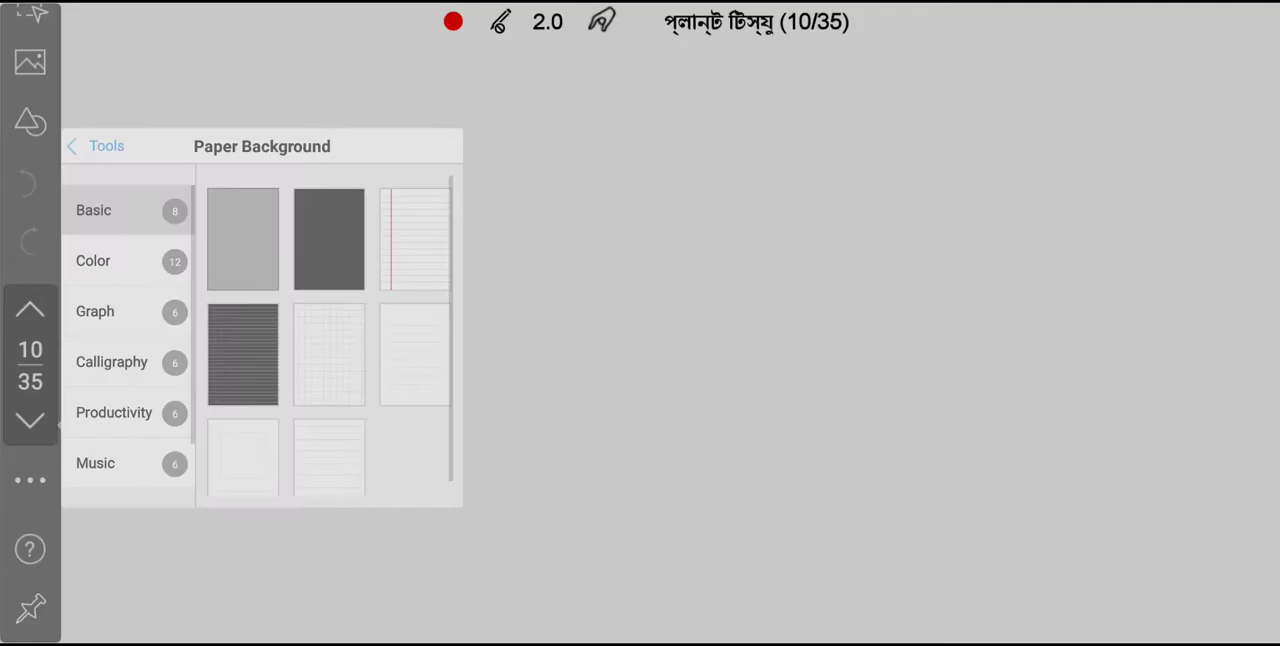 2.0 প্লান্ট টিস্যু (10/35)
Tools Paper Background
Basic 8
Color 12
Graph 6
Calligraphy 6
Productivity 6
Music 6
10
35
?